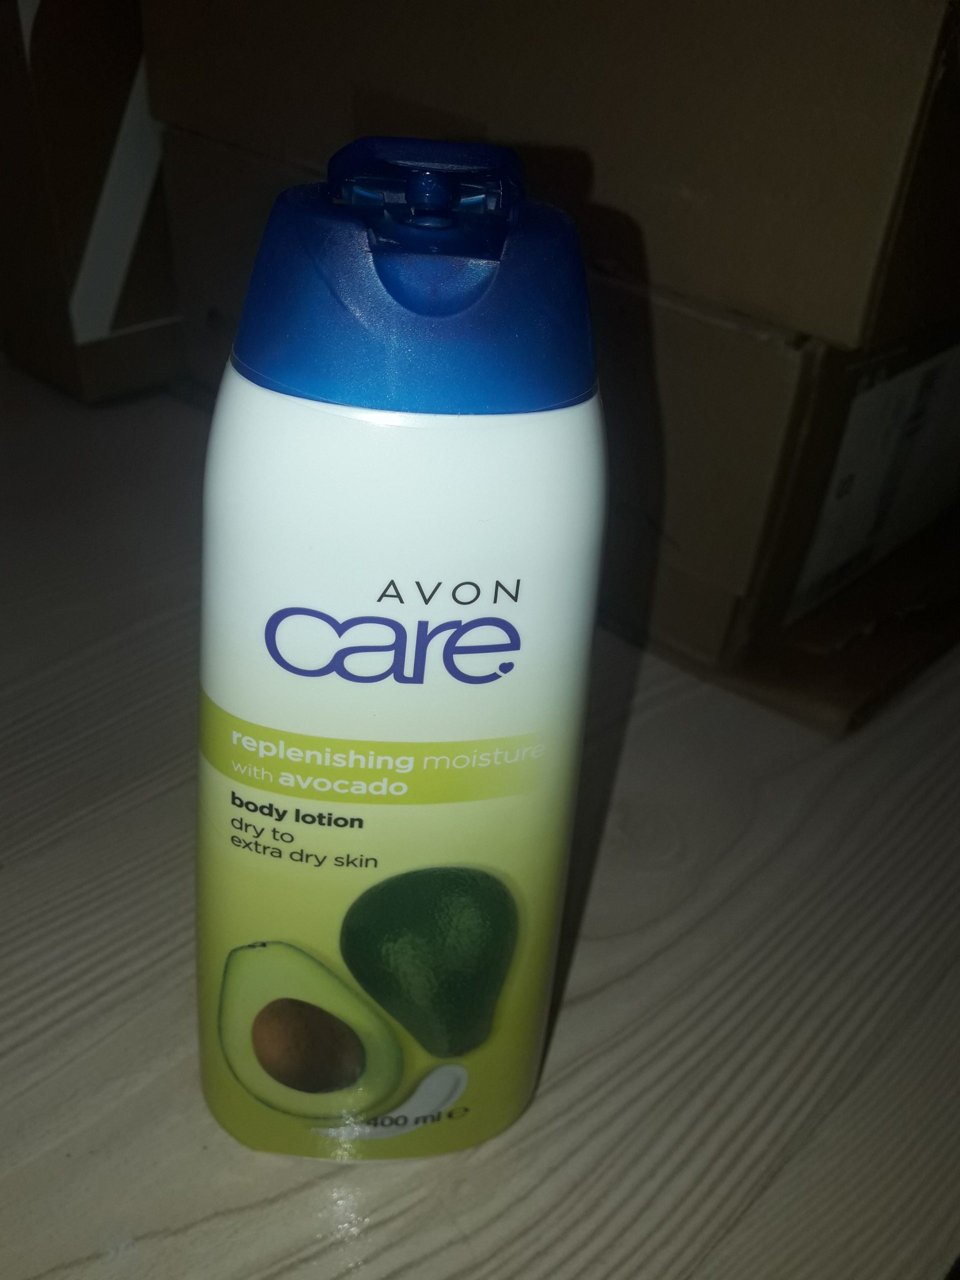 AVON
care
replenishing moisture
with avocado
body lotion
dry to
extra dry skin
400 ml e